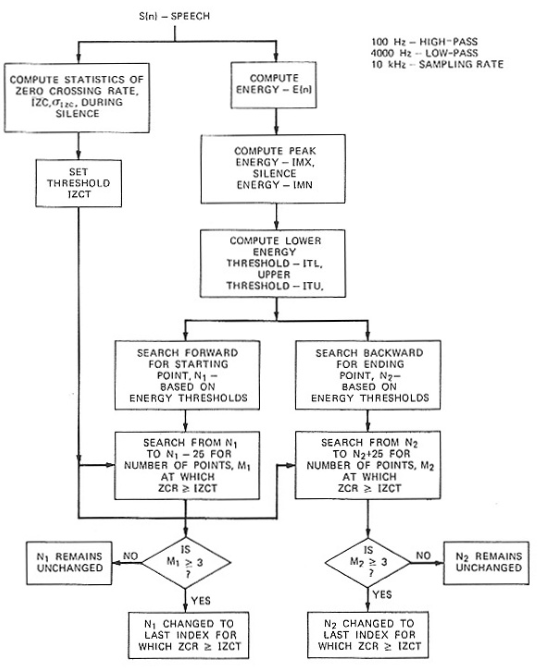 S(n) – SPEECH
100 Hz – HIGH-PASS
4000 Hz – LOW-PASS
10 kHz – SAMPLING RATE
COMPUTE STATISTICS OF
ZERO CROSSING RATE,
IZC, σIZC, DURING
SILENCE
COMPUTE
ENERGY – E(n)
SET
THRESHOLD
IZCT
COMPUTE PEAK
ENERGY – IMX,
SILENCE
ENERGY – IMN
COMPUTE LOWER
ENERGY
THRESHOLD – ITL,
UPPER
THRESHOLD – ITU,
SEARCH FORWARD
FOR STARTING
POINT, N1 –
BASED ON
ENERGY THRESHOLDS
SEARCH BACKWARD
FOR ENDING
POINT, N2 –
BASED ON
ENERGY THRESHOLDS
SEARCH FROM N1
TO N1 – 25 FOR
NUMBER OF POINTS, M1
AT WHICH
ZCR ≥ IZCT
SEARCH FROM N2
TO N2+25 FOR
NUMBER OF POINTS, M2
AT WHICH
ZCR ≥ IZCT
N1 REMAINS
UNCHANGED
NO
IS
M1 ≥ 3
?
YES
IS
M2 ≥ 3
?
NO
YES
N2 REMAINS
UNCHANGED
N1 CHANGED TO
LAST INDEX FOR
WHICH ZCR ≥ IZCT
N2 CHANGED TO
LAST INDEX FOR
WHICH ZCR ≥ IZCT